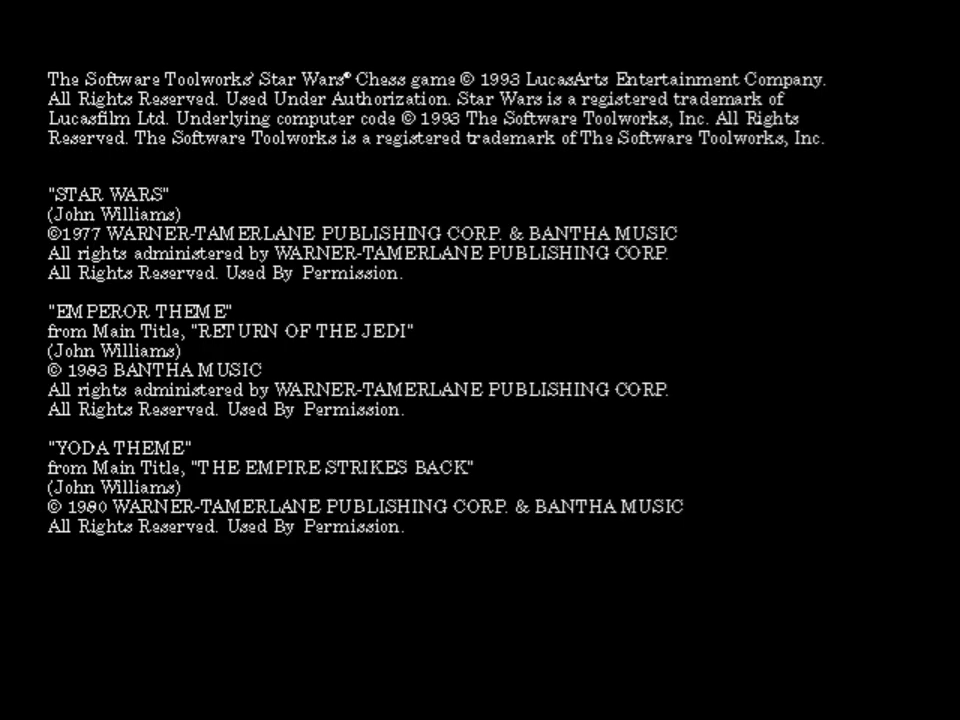 The Software Toolworks' Star Wars® Chess game © 1993 LucasArts Entertainment Company.
All Rights Reserved. Used Under Authorization. Star Wars is a registered trademark of
Lucasfilm Ltd. Underlying computer code © 1993 The Software Toolworks, Inc. All Rights
Reserved. The Software Toolworks is a registered trademark of The Software Toolworks, Inc.
"STAR WARS"
(John Williams)
©1977 WARNER-TAMERLANE PUBLISHING CORP. & BANTHA MUSIC
All rights administered by WARNER-TAMERLANE PUBLISHING CORP.
All Rights Reserved. Used By Permission.
"EMPEROR THEME"
from Main Title, "RETURN OF THE JEDI"
(John Williams)
© 1983 BANTHA MUSIC
All rights administered by WARNER-TAMERLANE PUBLISHING CORP.
All Rights Reserved. Used By Permission.
"YODA THEME"
from Main Title, "THE EMPIRE STRIKES BACK"
(John Williams)
© 1980 WARNER-TAMERLANE PUBLISHING CORP. & BANTHA MUSIC
All Rights Reserved. Used By Permission.